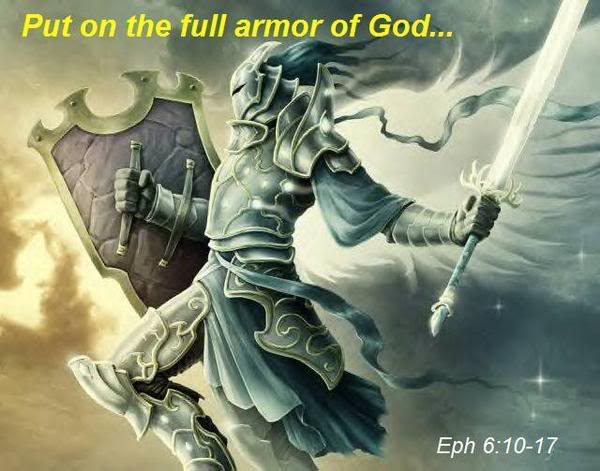 Put on the full armor of God...
Eph 6:10-17